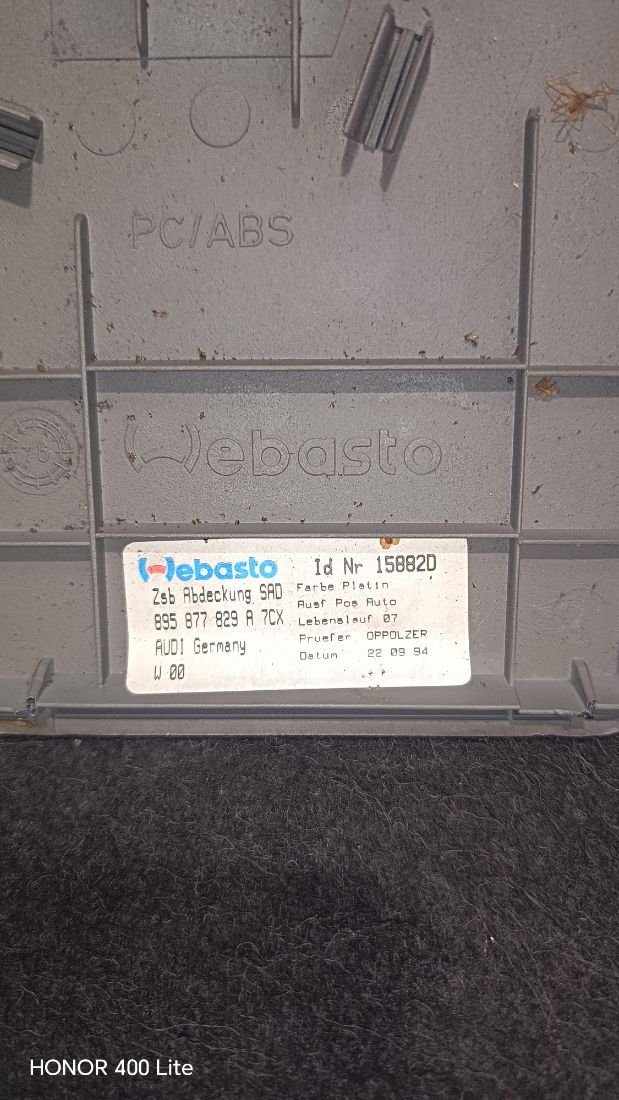 PC/ABS
Webasto
Webasto Id Nr 15882D
Zsb Abdeckung SAD
895 877 829 A 7CX
AUDI Germany
W 00
Farbe Platin
Ausf Pos Auto
Lebenslauf 07
Pruefer OPPOLZER
Datum 22 09 94
HONOR 400 Lite